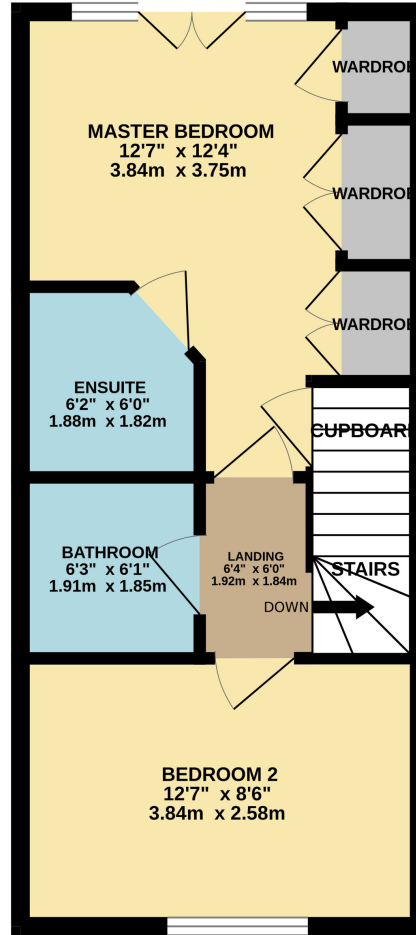 WARDROB
MASTER BEDROOM
12'7" x 12'4"
3.84m x 3.75m
WARDROB
WARDROB
ENSUITE
6'2" x 6'0"
1.88m x 1.82m
CUPBOARD
BATHROOM
6'3" x 6'1"
1.91m x 1.85m
LANDING
6'4" x 6'0"
1.92m x 1.84m
STAIRS
DOWN
BEDROOM 2
12'7" x 8'6"
3.84m x 2.58m